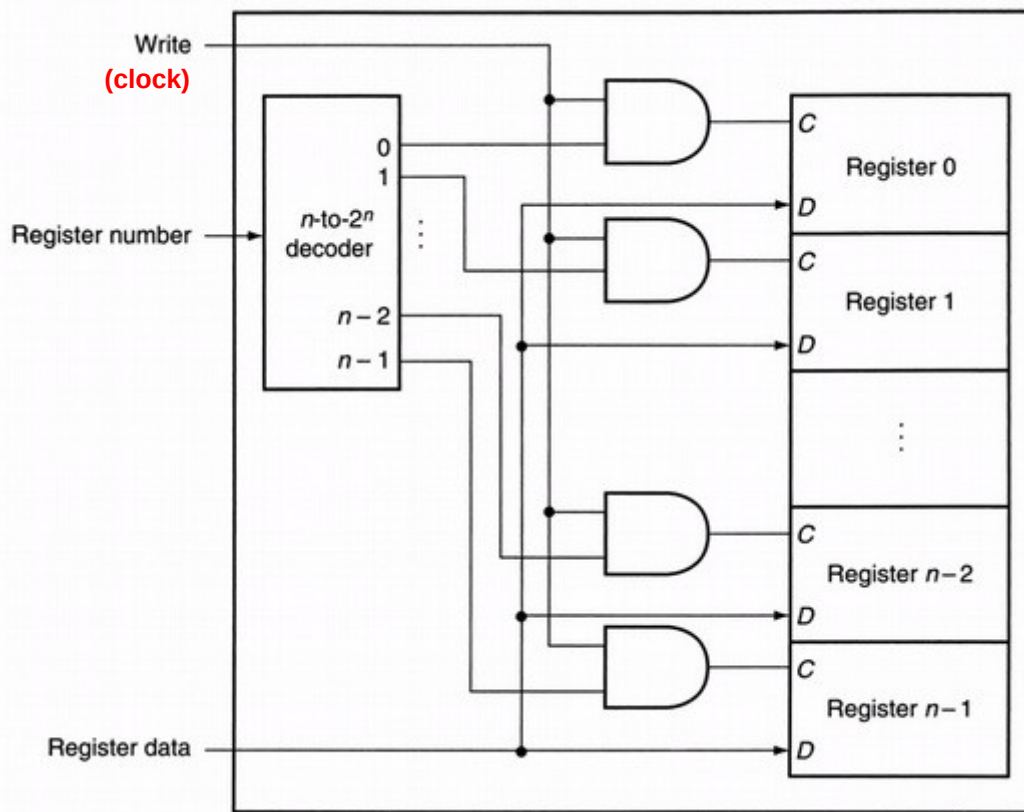 Write
(clock)
Register number
Register data
n-to-2ⁿ
decoder
0
1
⋮
n – 2
n – 1
C
Register 0
D
C
Register 1
D
⋮
C
Register n–2
D
C
Register n–1
D